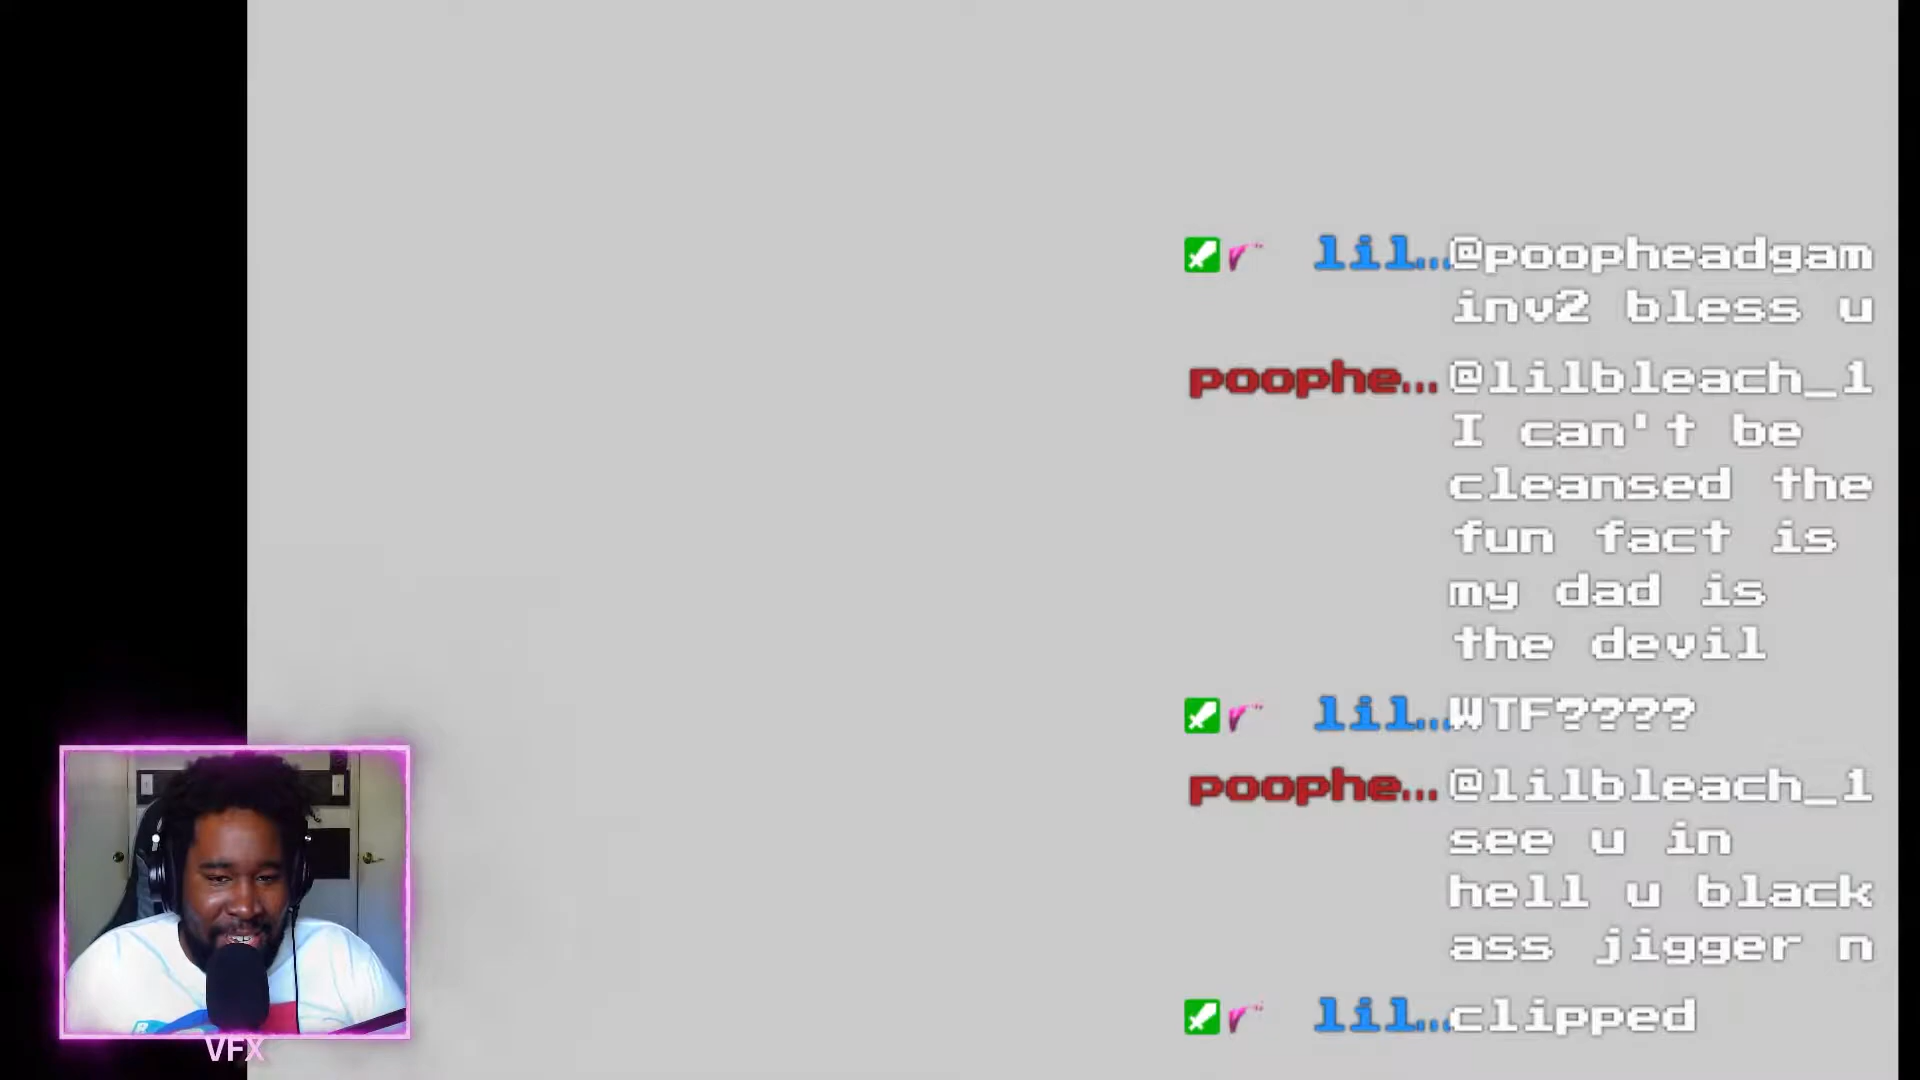 lil...@poopheadgam
inv2 bless u
poophe...@lilbleach_1
I can't be
cleansed the
fun fact is
my dad is
the devil
lil...WTF????
poophe...@lilbleach_1
see u in
hell u black
ass jigger n
lil...clipped
VFX